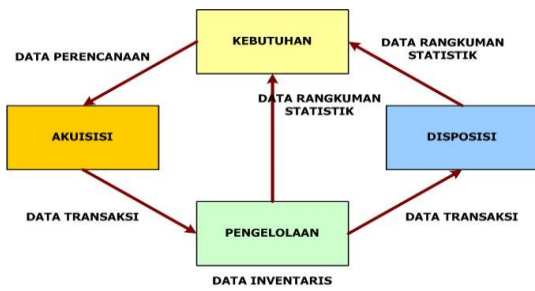 KEBUTUHAN
DATA PERENCANAAN
DATA RANGKUMAN
STATISTIK
DATA RANGKUMAN
STATISTIK
AKUISISI
DISPOSISI
DATA TRANSAKSI
PENGELOLAAN
DATA TRANSAKSI
DATA INVENTARIS